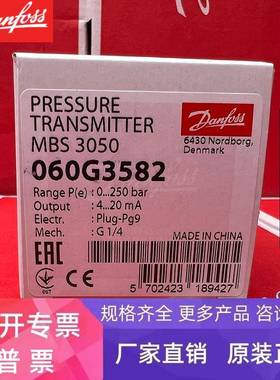 Danfoss
PRESSURE
TRANSMITTER
MBS 3050
Danfoss
6430 Nordborg,
Denmark
060G3582
Range P(e) : 0...250 bar
Output : 4...20 mA
Electr. : Plug-Pg9
Mech. : G 1/4
MADE IN CHINA
EAC
CE
5 702423 189427
开专票
普票
规格齐全 更多产品 咨询
厂家直销 原装正